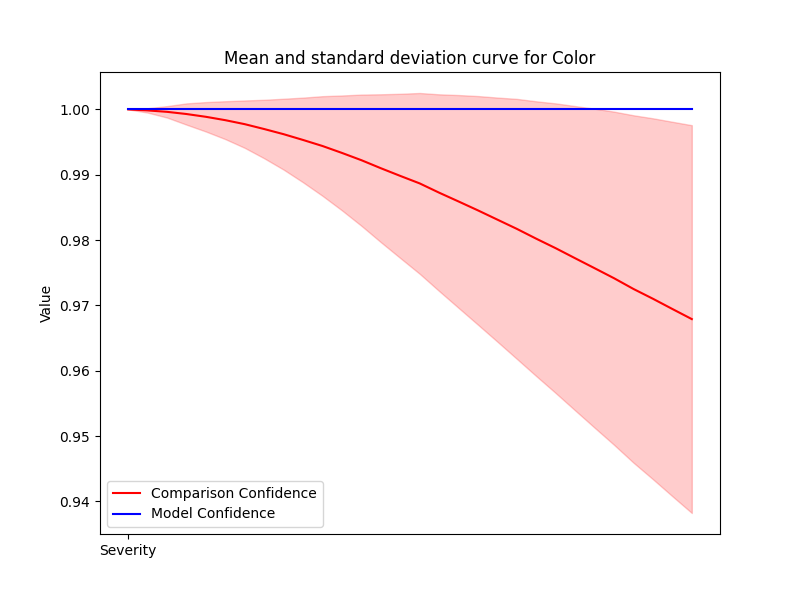 Mean and standard deviation curve for Color
Value
1.00
0.99
0.98
0.97
0.96
0.95
0.94
Comparison Confidence
Model Confidence
Severity